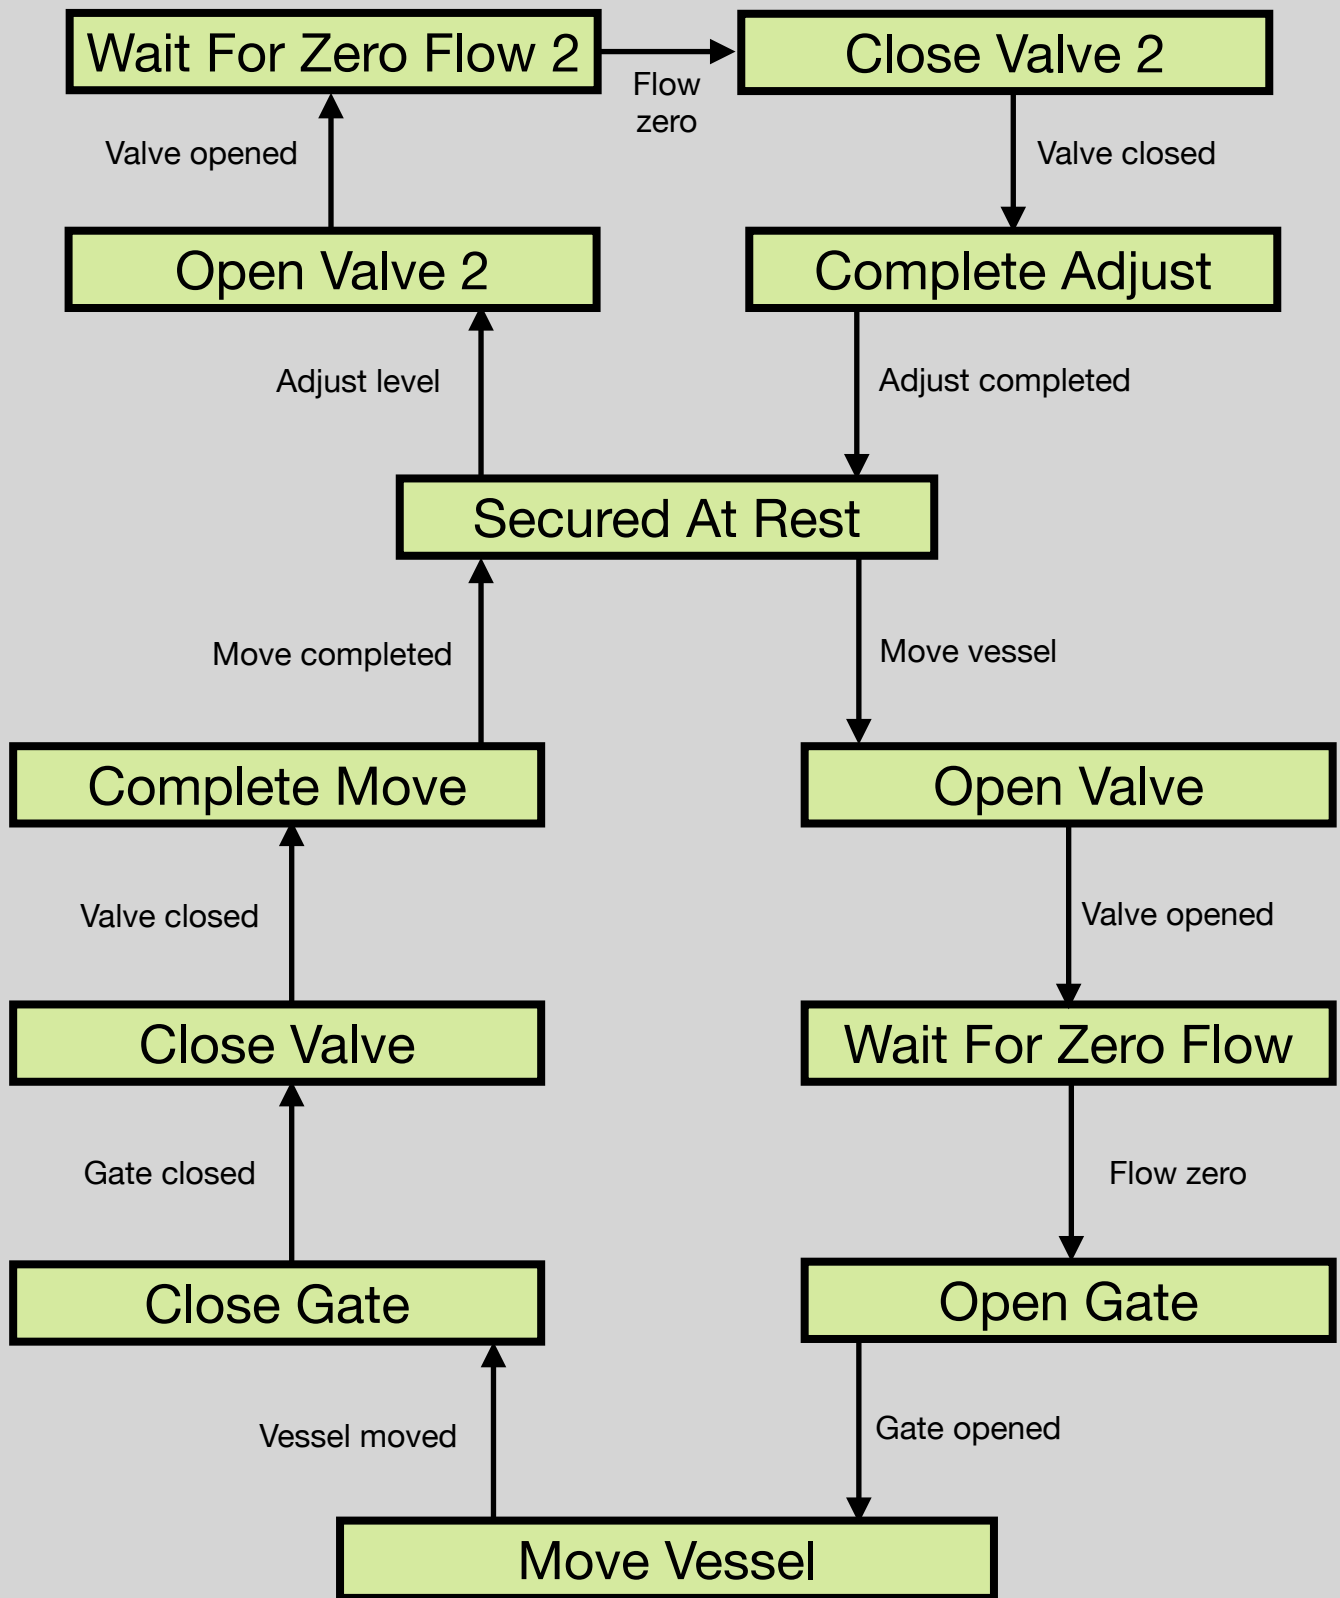 Wait For Zero Flow 2
Flow
zero
Close Valve 2
Valve opened
Valve closed
Open Valve 2
Complete Adjust
Adjust level
Adjust completed
Secured At Rest
Move completed
Move vessel
Complete Move
Open Valve
Valve closed
Valve opened
Close Valve
Wait For Zero Flow
Gate closed
Flow zero
Close Gate
Open Gate
Vessel moved
Gate opened
Move Vessel